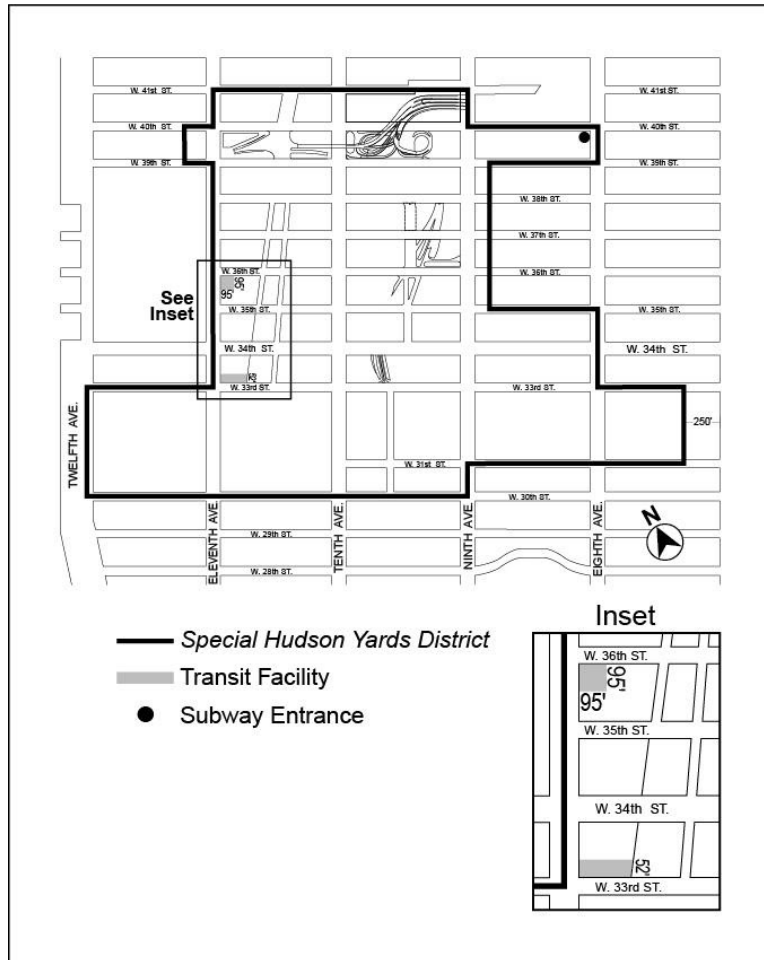 W. 41st ST.
W. 41st ST.
W. 40th ST.
W. 40th ST.
W. 39th ST.
W. 39th ST.
W. 38th ST.
W. 37th ST.
W. 36th ST.
W. 36th ST.
95'
95'
See
Inset
W. 35th ST.
W. 35th ST.
W. 34th ST.
W. 34th ST.
52'
W. 33rd ST.
W. 33rd ST.
250'
TWELFTH AVE.
W. 31st ST.
W. 30th ST.
ELEVENTH AVE.
TENTH AVE.
NINTH AVE.
EIGHTH AVE.
N
W. 29th ST.
W. 28th ST.
Special Hudson Yards District
Transit Facility
Subway Entrance
Inset
W. 36th ST.
95'
95'
W. 35th ST.
W. 34th ST.
52'
W. 33rd ST.